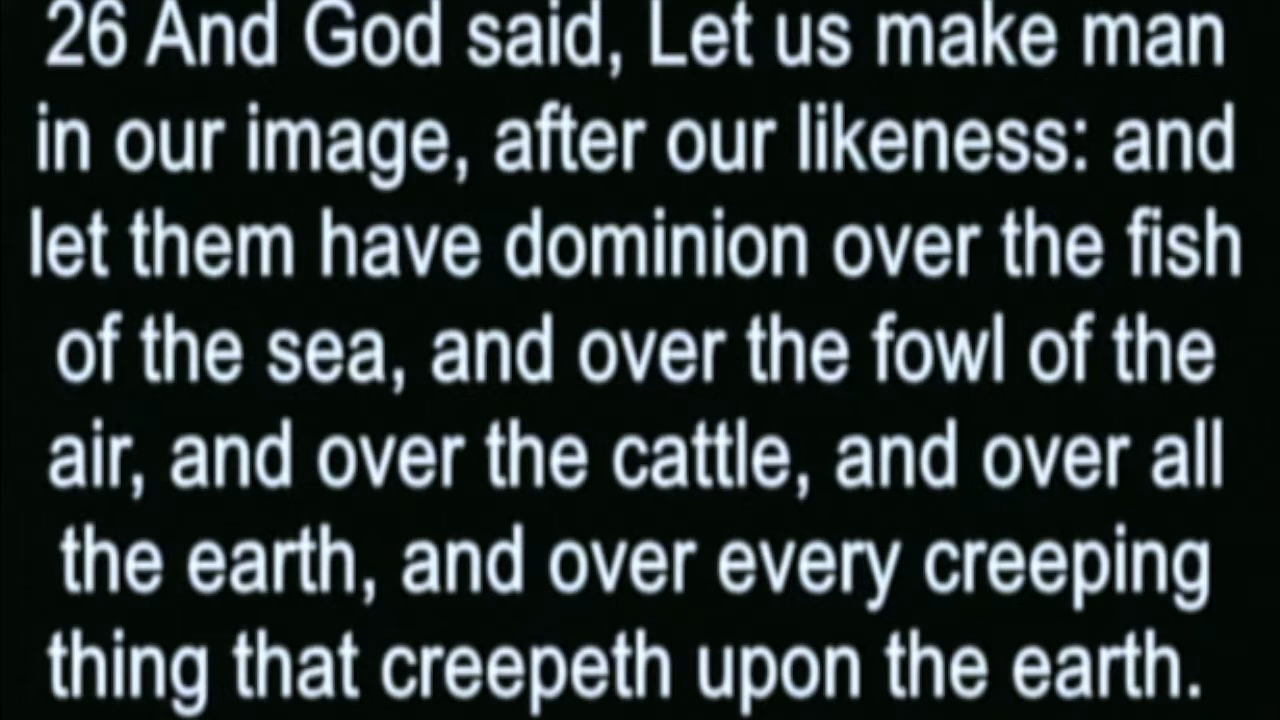 26 And God said, Let us make man
in our image, after our likeness: and
let them have dominion over the fish
of the sea, and over the fowl of the
air, and over the cattle, and over all
the earth, and over every creeping
thing that creepeth upon the earth.